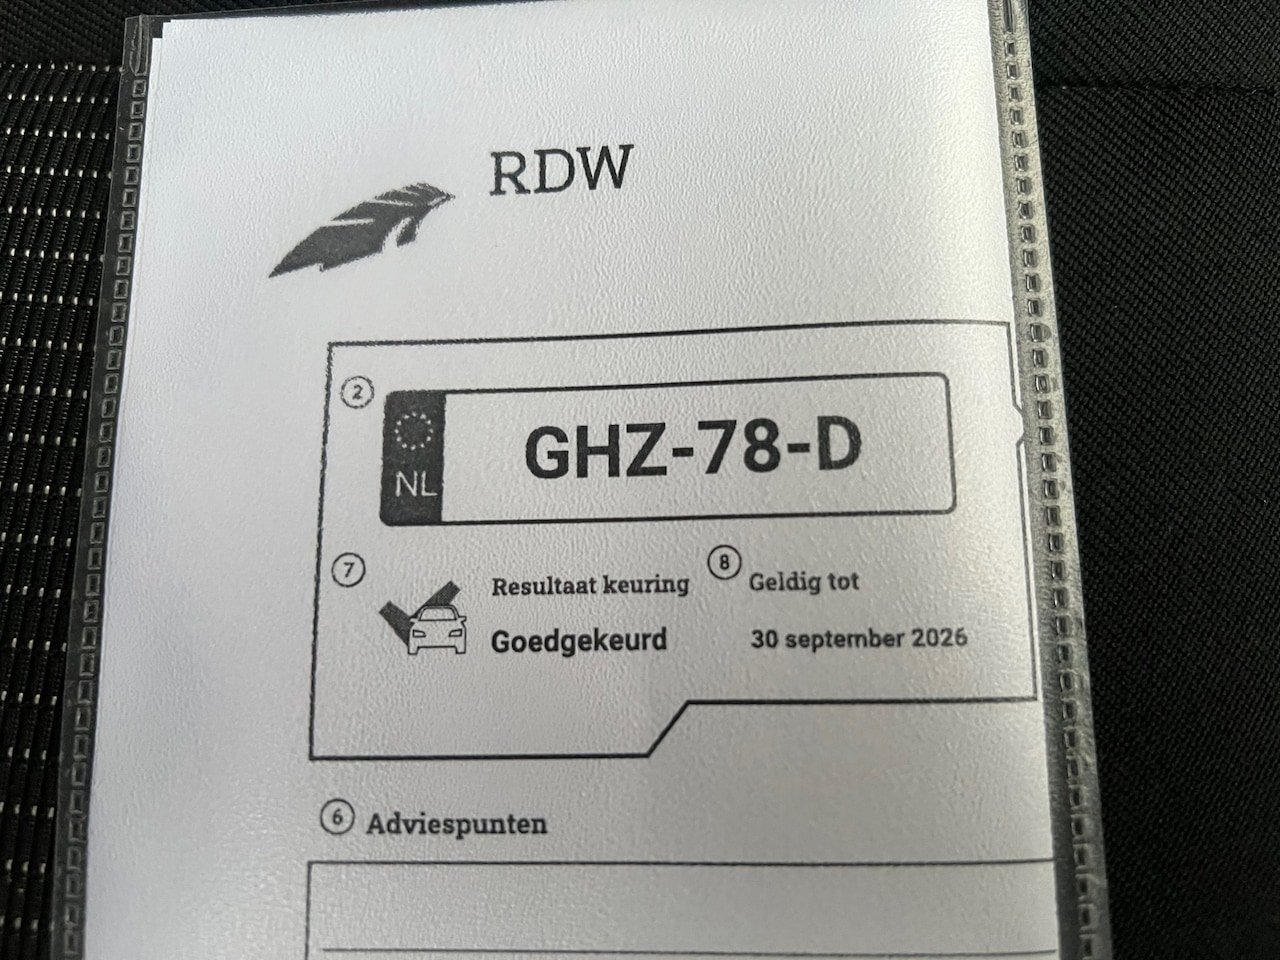 RDW
2
NL
GHZ-78-D
7
Resultaat keuring
8
Geldig tot
Goedgekeurd
30 september 2026
6 Adviespunten